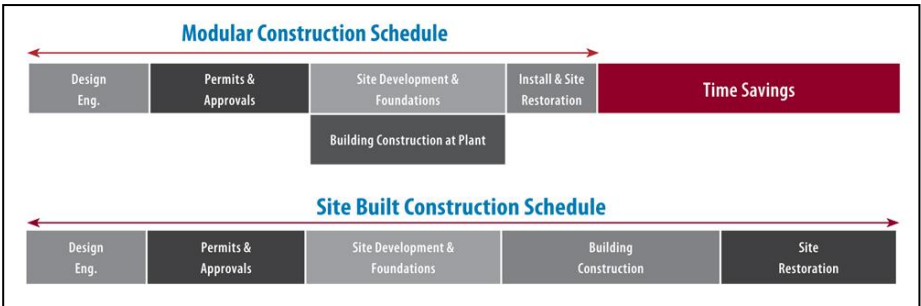 Modular Construction Schedule
Design
Eng.
Permits &
Approvals
Site Development &
Foundations
Install & Site
Restoration
Time Savings
Building Construction at Plant
Site Built Construction Schedule
Design
Eng.
Permits &
Approvals
Site Development &
Foundations
Building
Construction
Site
Restoration